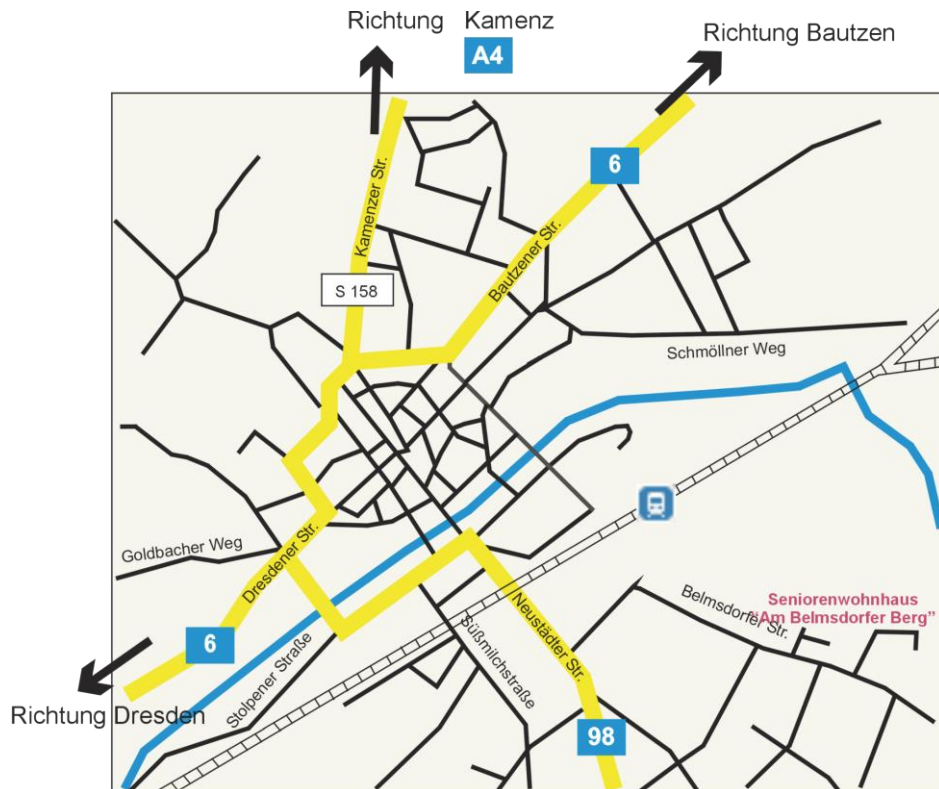 Richtung Kamenz
A4
Richtung Bautzen
6
Kamenzer Str.
Bautzener Str.
S 158
Schmöllner Weg
Goldbacher Weg
Dresdener Str.
6
Stolpener Straße
Süßmilchstraße
Neustädter Str.
Belmsdorfer Str.
Seniorenwohnhaus
“Am Belmsdorfer Berg”
Richtung Dresden
98